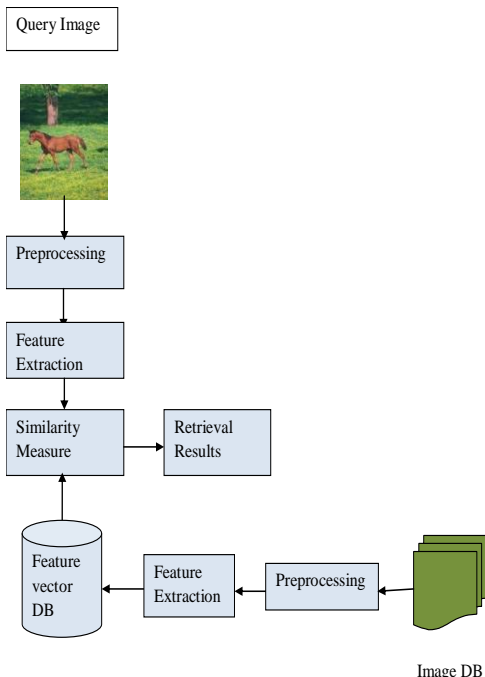 Query Image
Preprocessing
Feature
Extraction
Similarity
Measure
Retrieval
Results
Feature
vector
DB
Feature
Extraction
Preprocessing
Image DB